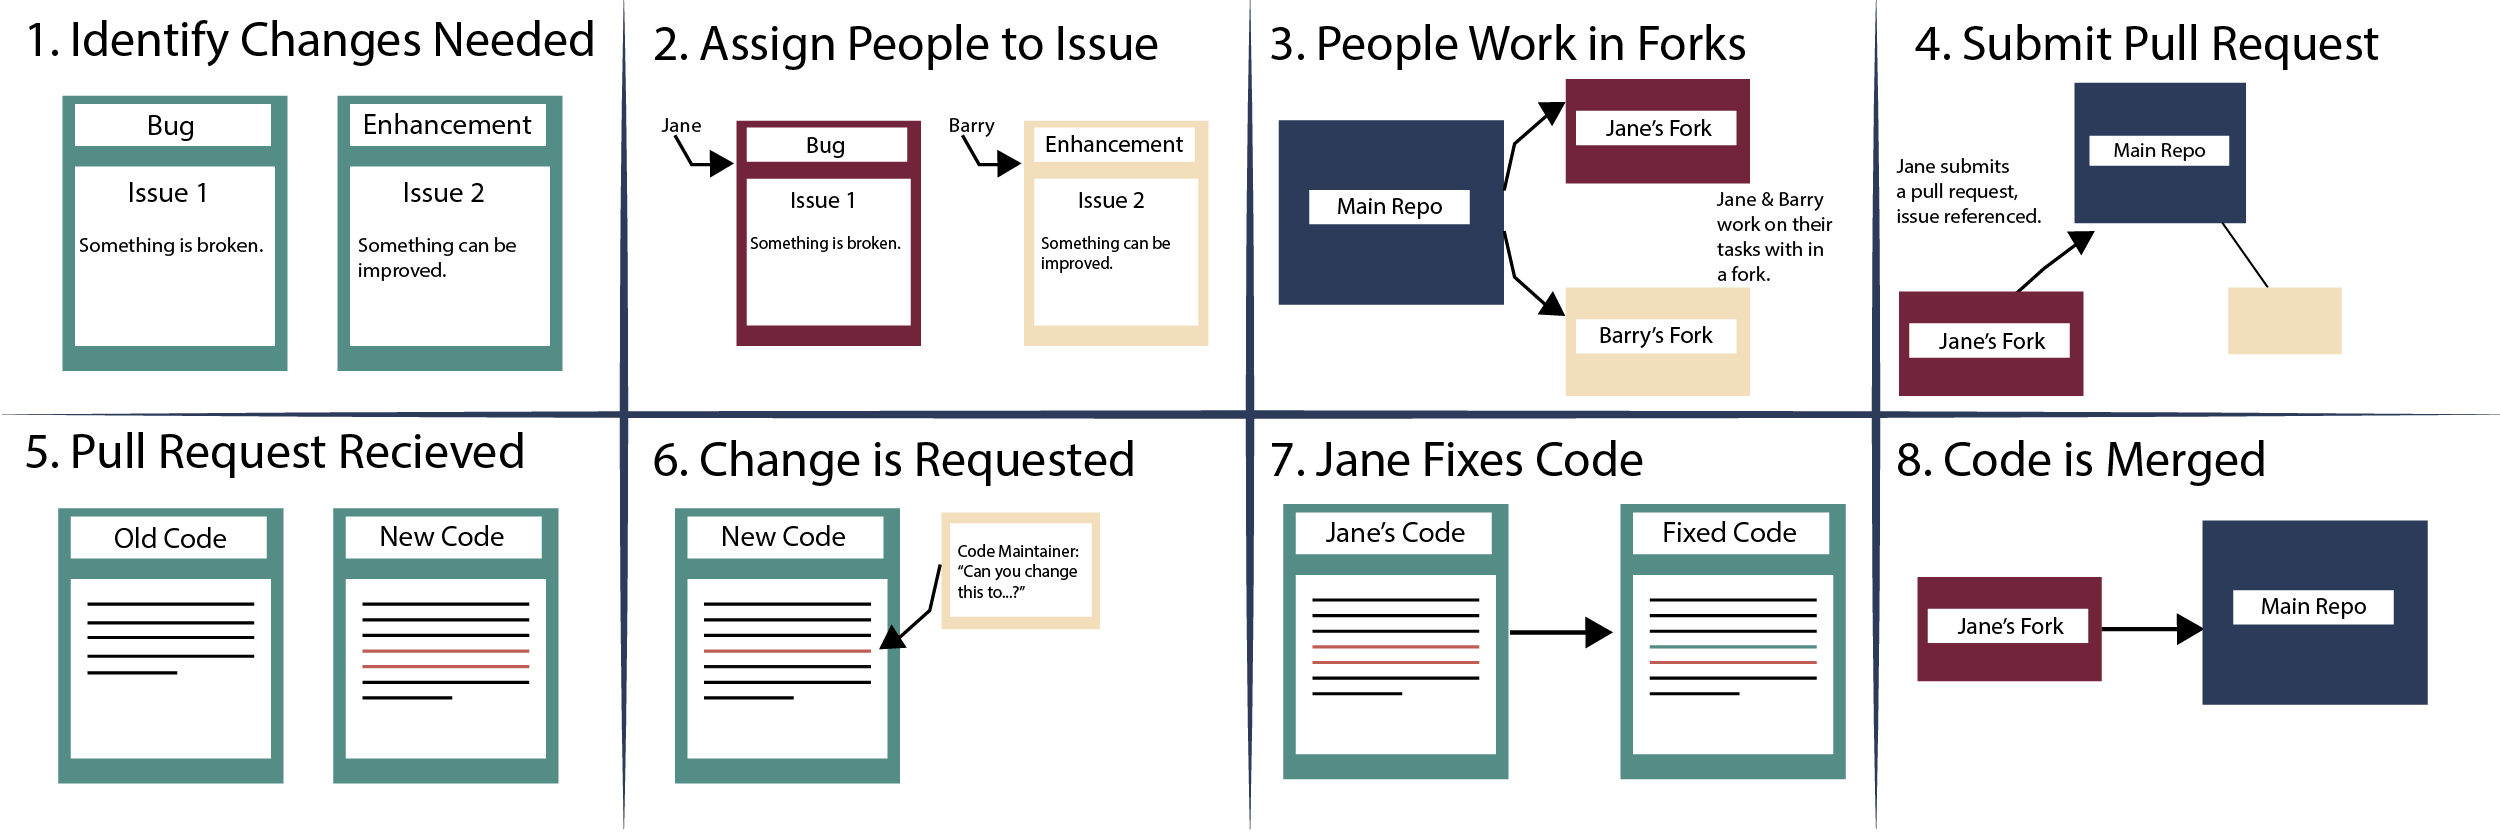 1. Identify Changes Needed
Bug
Issue 1
Something is broken.
Enhancement
Issue 2
Something can be
improved.
2. Assign People to Issue
Jane
Bug
Issue 1
Something is broken.
Barry
Enhancement
Issue 2
Something can be
improved.
3. People Work in Forks
Main Repo
Jane's Fork
Jane & Barry
work on their
tasks with in
a fork.
Barry's Fork
4. Submit Pull Request
Main Repo
Jane submits
a pull request,
issue referenced.
Jane's Fork
5. Pull Request Recieved
Old Code
New Code
6. Change is Requested
New Code
Code Maintainer:
“Can you change
this to...?”
7. Jane Fixes Code
Jane's Code
Fixed Code
8. Code is Merged
Jane's Fork
Main Repo